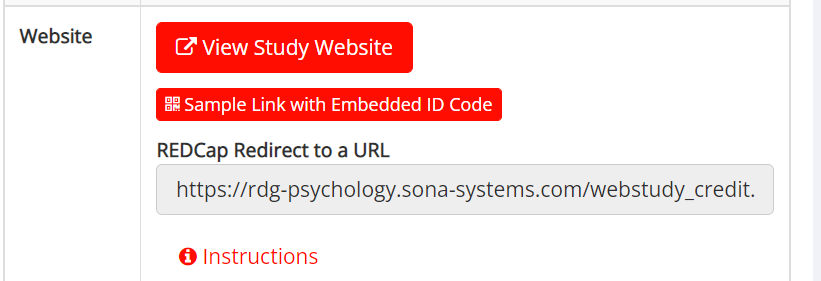 Website
View Study Website
Sample Link with Embedded ID Code
REDCap Redirect to a URL
https://rdg-psychology.sona-systems.com/webstudy_credit.
Instructions